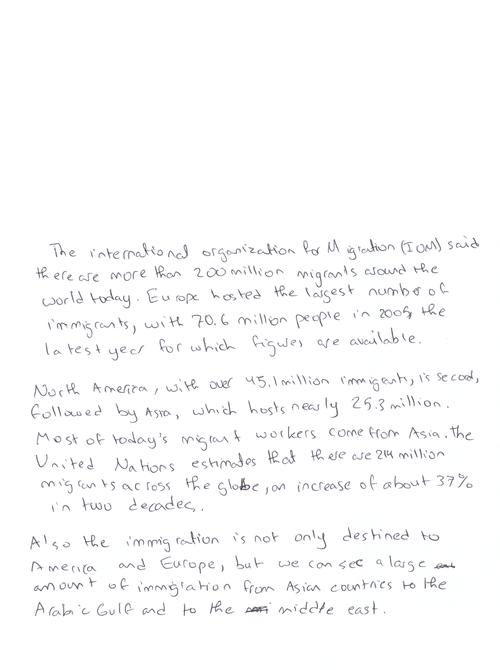 The international organization for Migration (IOM) said
there are more than 200 million migrants around the
world today. Europe hosted the largest number of
immigrants, with 70.6 million people in 2005, the
latest year for which figures are available.
North America, with over 45.1 million immigrants, is second,
followed by Asia, which hosts nearly 25.3 million.
Most of today's migrant workers come from Asia. the
United Nations estimates that there are 214 million
migrants across the globe, an increase of about 37%
in two decades.
Also the immigration is not only destined to
America and Europe, but we can see a large
amount of immigration from Asian countries to the
Arabic Gulf and to the middle east.